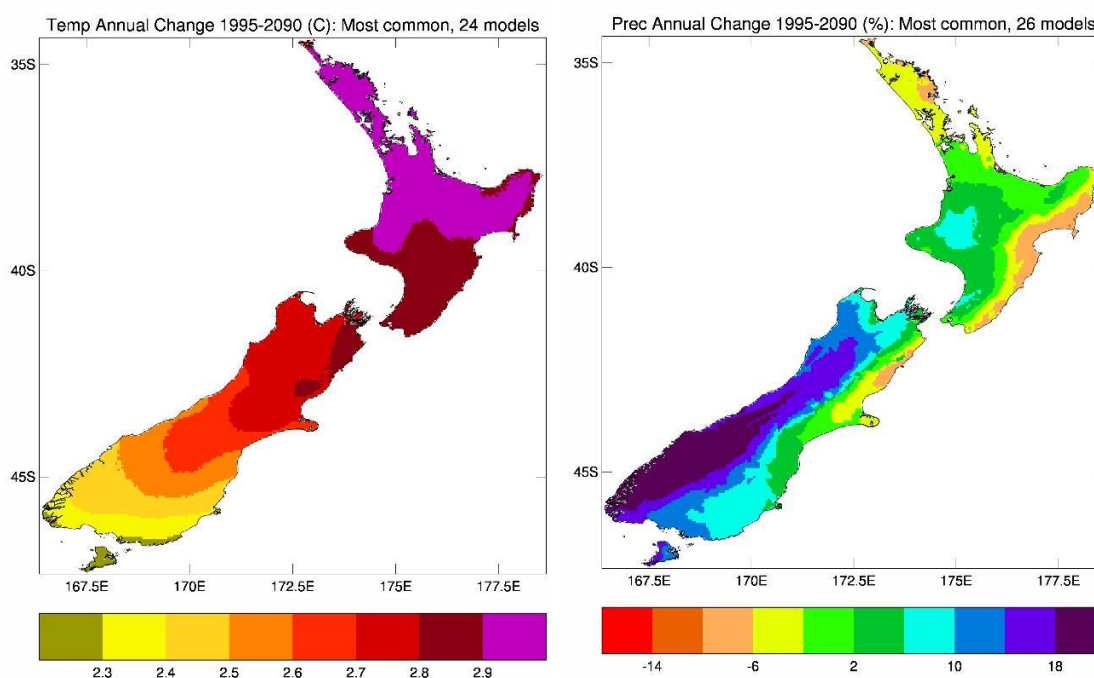 Temp Annual Change 1995-2090 (C): Most common, 24 models
35S
40S
45S
167.5E 170E 172.5E 175E 177.5E
2.3 2.4 2.5 2.6 2.7 2.8 2.9
Prec Annual Change 1995-2090 (%): Most common, 26 models
35S
40S
45S
167.5E 170E 172.5E 175E 177.5E
-14 -6 2 10 18